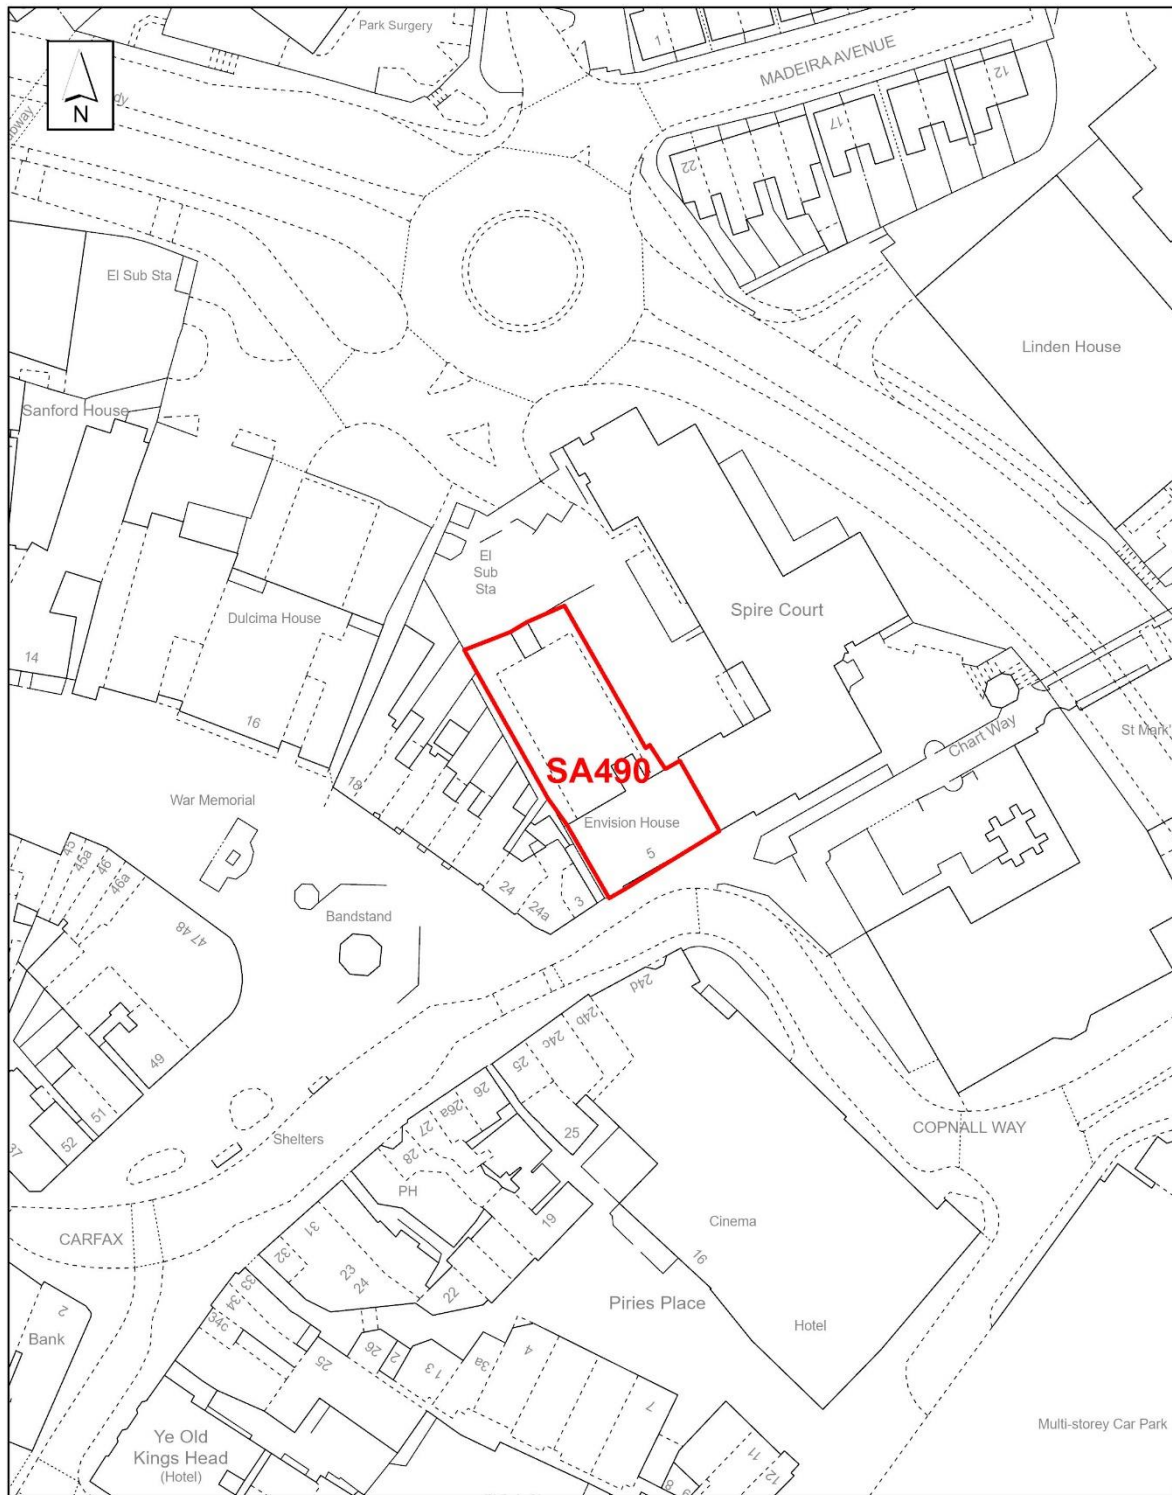 Park Surgery
1
MADEIRA AVENUE
12
17
22
N
El Sub Sta
Linden House
Sanford House
El
Sub
Sta
Dulcima House
Spire Court
14
16
18
SA490
Chart Way
St Mark'
War Memorial
Envision House
5
45
45a
46
46a
47 48
Bandstand
24
24a
3
24d
24b
24c
25
26
26a
27
28
49
51
52
37
Shelters
25
COPNALL WAY
PH
19
Cinema
16
CARFAX
31
32
23
24
22
33
34
34c
Piries Place
Hotel
2
Bank
26
2
1 3
3a
4
25
7
Ye Old
Kings Head
(Hotel)
11
12
8
Multi-storey Car Park